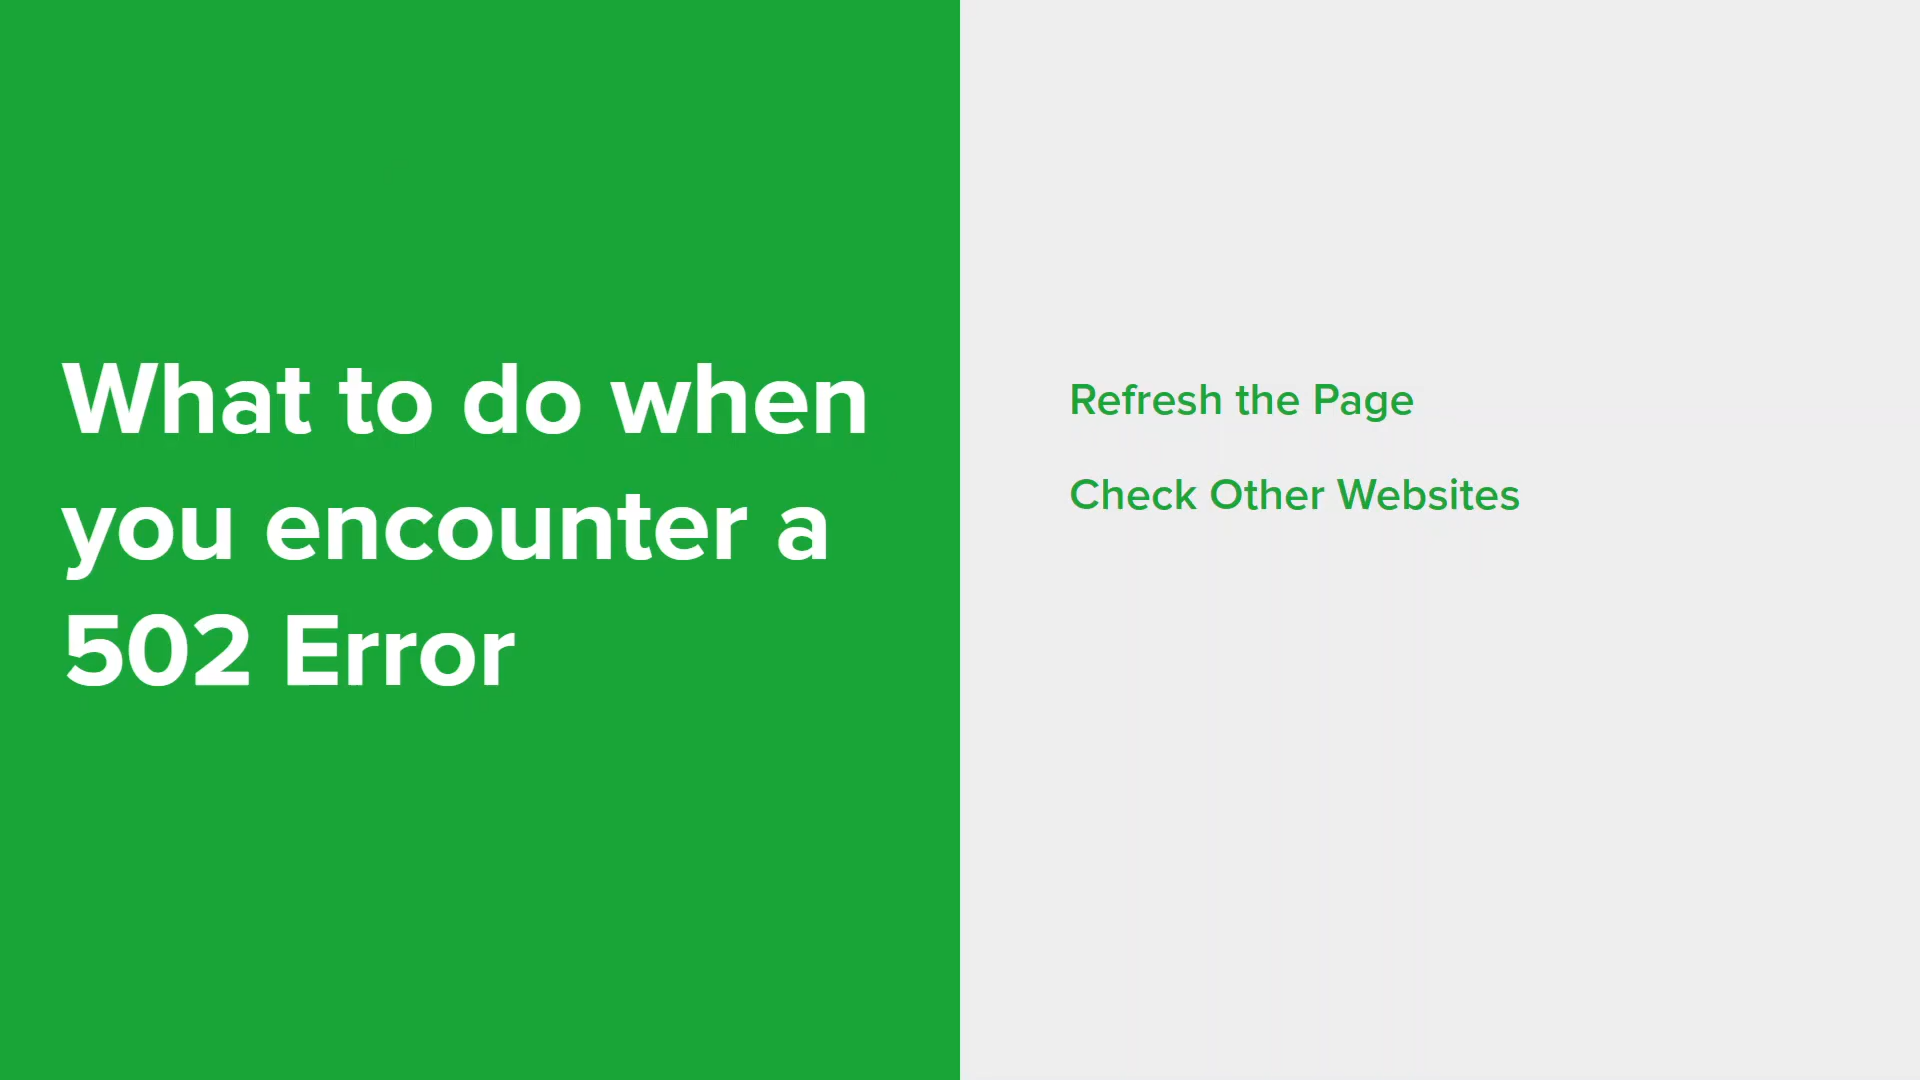 What to do when
you encounter a
502 Error
Refresh the Page
Check Other Websites